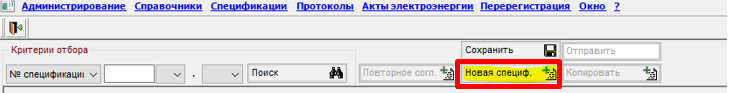 Администрирование Справочники Спецификации Протоколы Акты электроэнергии Перерегистрация Окно ?
Критерии отбора
Сохранить Отправить
№ спецификаци . Поиск Повторное согл. Новая специф. Копировать